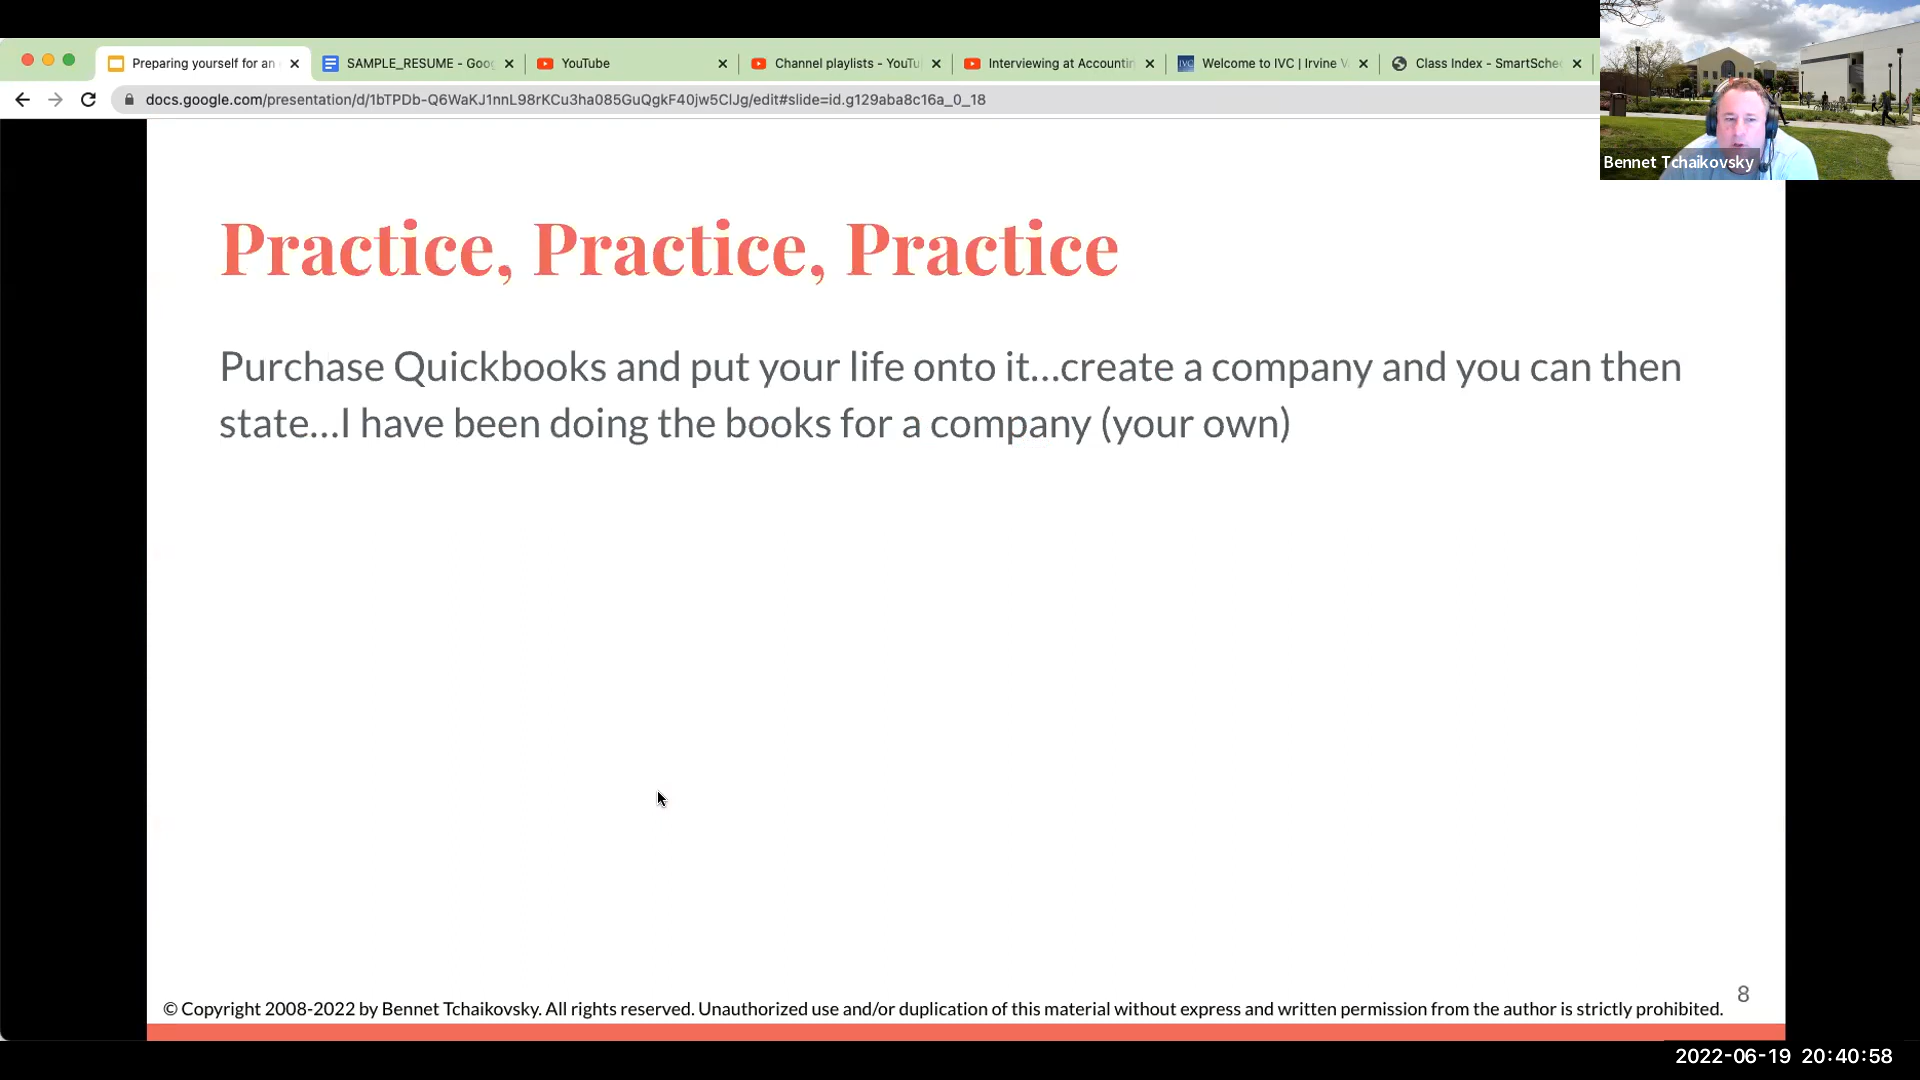 Preparing yourself for an
SAMPLE_RESUME - Goog
YouTube
Channel playlists - YouTu
Interviewing at Accountin
Welcome to IVC | Irvine V
Class Index - SmartSche
docs.google.com/presentation/d/1bTPDb-Q6WaKJ1nnL98rKCu3ha085GuQgkF40jw5ClJg/edit#slide=id.g129aba8c16a_0_18
Bennet Tchaikovsky
Practice, Practice, Practice
Purchase Quickbooks and put your life onto it...create a company and you can then
state...I have been doing the books for a company (your own)
8
© Copyright 2008-2022 by Bennet Tchaikovsky. All rights reserved. Unauthorized use and/or duplication of this material without express and written permission from the author is strictly prohibited.
2022-06-19 20:40:58